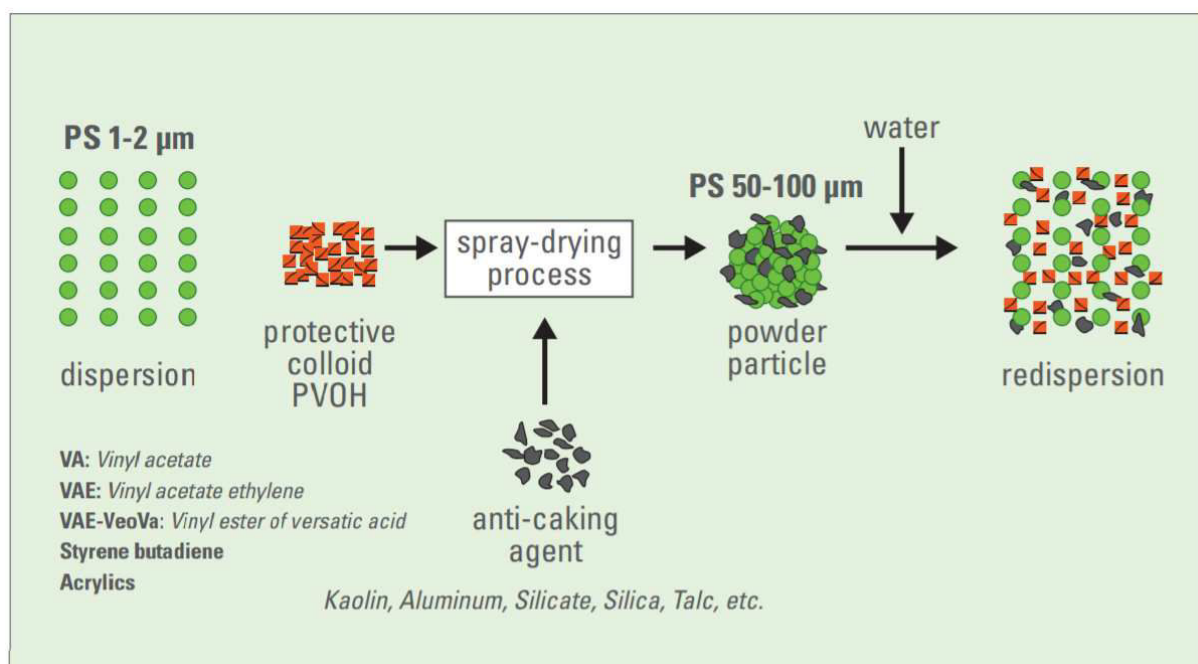 PS 1-2 µm
dispersion
VA: Vinyl acetate
VAE: Vinyl acetate ethylene
VAE-VeoVa: Vinyl ester of versatic acid
Styrene butadiene
Acrylics
protective
colloid
PVOH
spray-drying
process
anti-caking
agent
Kaolin, Aluminum, Silicate, Silica, Talc, etc.
PS 50-100 µm
powder
particle
water
redispersion